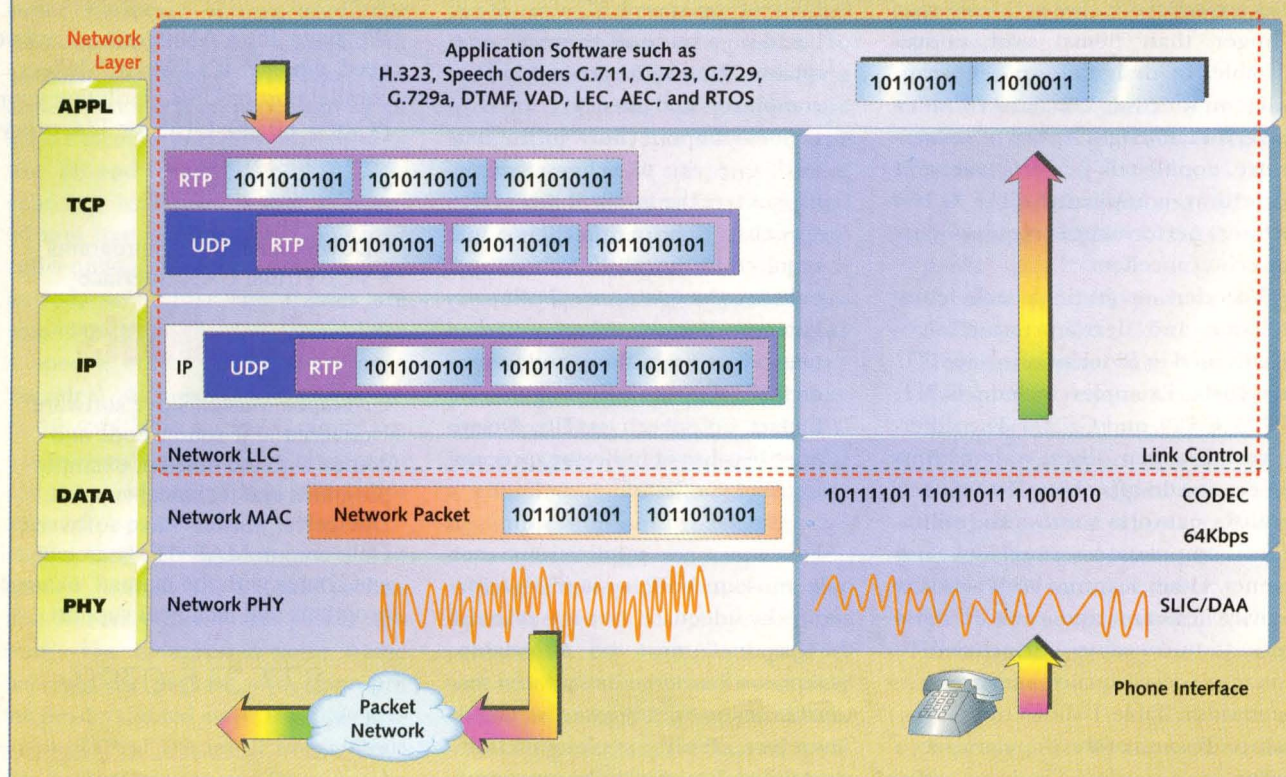 Network
Layer
Application Software such as
H.323, Speech Coders G.711, G.723, G.729,
G.729a, DTMF, VAD, LEC, AEC, and RTOS
10110101 11010011
APPL
RTP 1011010101 1010110101 1011010101
TCP
UDP RTP 1011010101 1010110101 1011010101
IP
IP UDP RTP 1011010101 1010110101 1011010101
Network LLC
Link Control
DATA
Network MAC
Network Packet 1011010101 1011010101
10111101 11011011 11001010
CODEC
64Kbps
PHY
Network PHY
SLIC/DAA
Packet
Network
Phone Interface